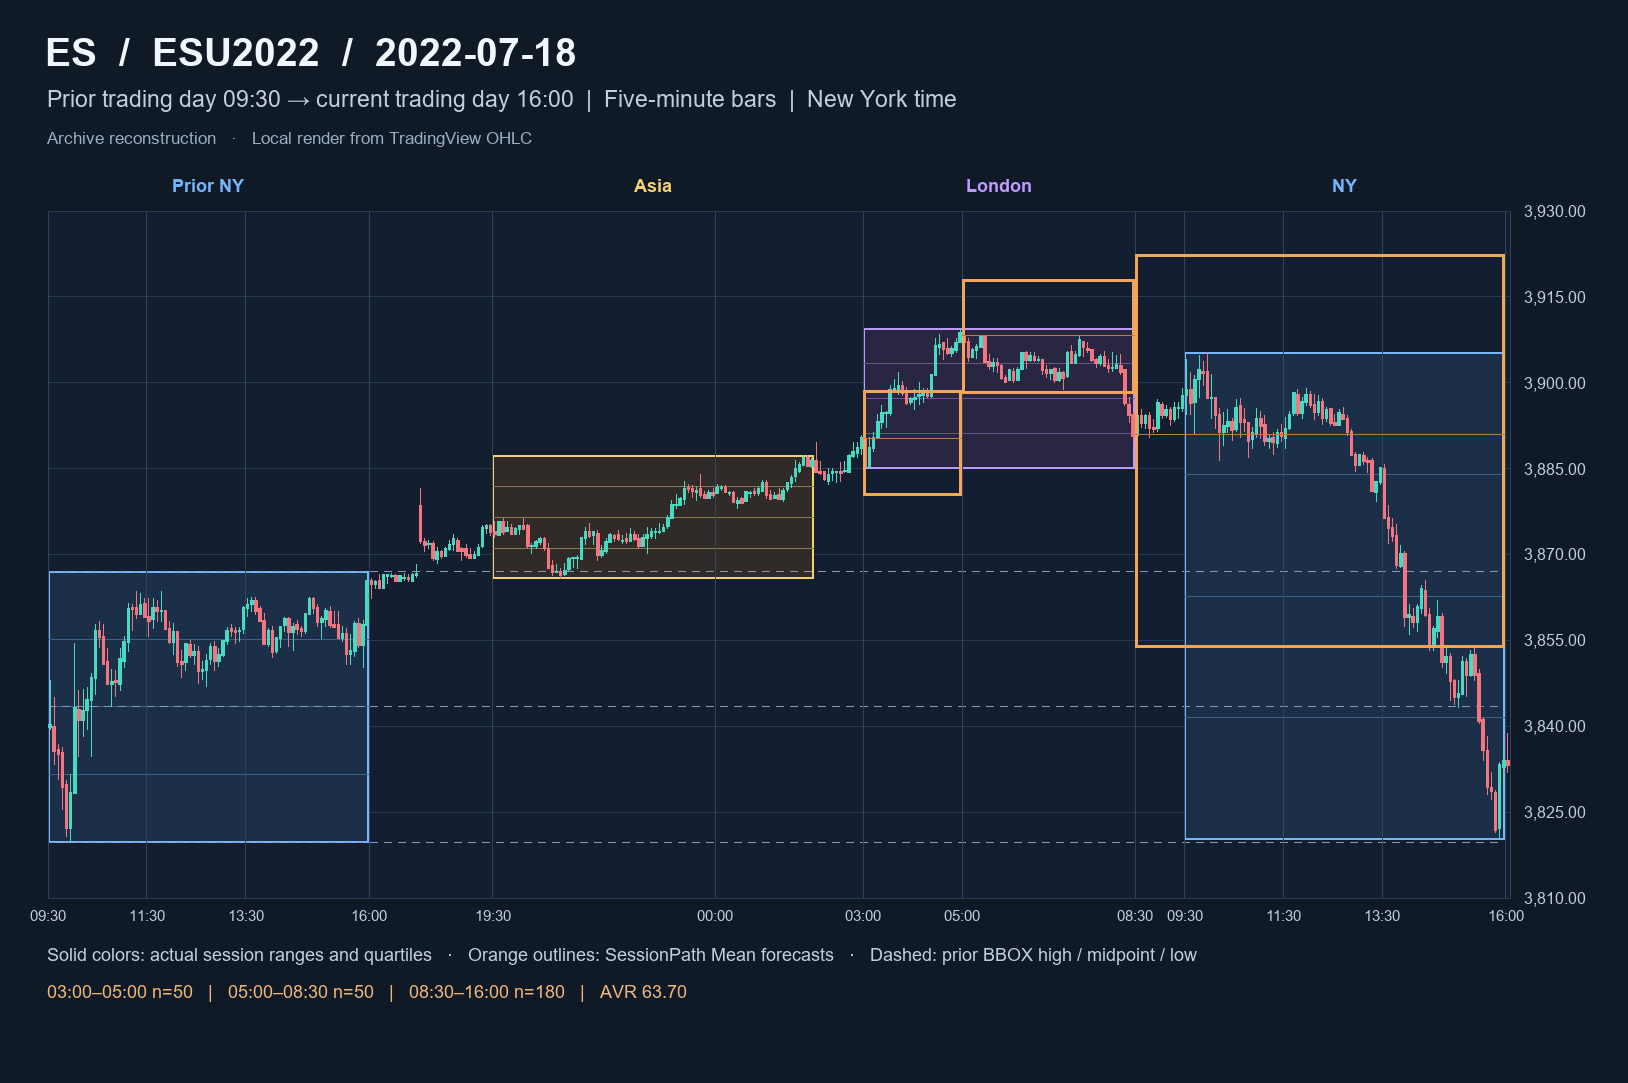 ES / ESU2022 / 2022-07-18
Prior trading day 09:30 → current trading day 16:00 | Five-minute bars | New York time
Archive reconstruction · Local render from TradingView OHLC
Prior NY Asia London NY
3,930.00
3,915.00
3,900.00
3,885.00
3,870.00
3,855.00
3,840.00
3,825.00
3,810.00
09:30 11:30 13:30 16:00 19:30 00:00 03:00 05:00 08:30 09:30 11:30 13:30 16:00
Solid colors: actual session ranges and quartiles · Orange outlines: SessionPath Mean forecasts · Dashed: prior BBOX high / midpoint / low
03:00–05:00 n=50 | 05:00–08:30 n=50 | 08:30–16:00 n=180 | AVR 63.70